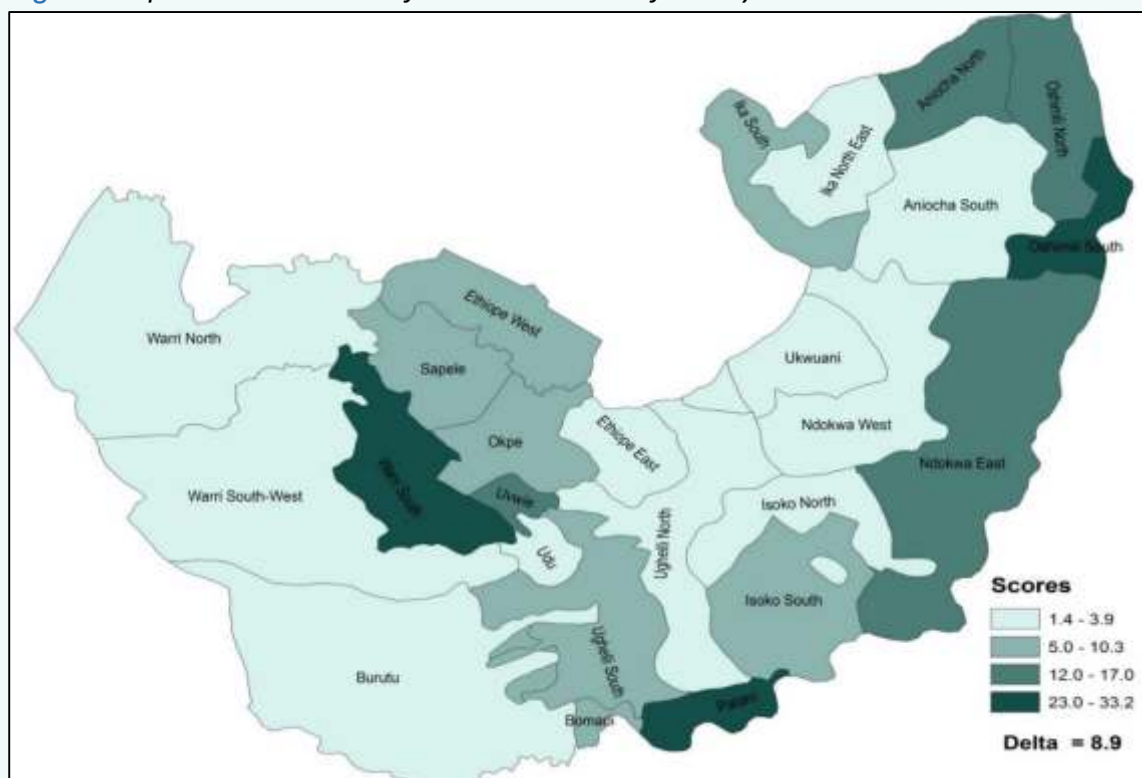 Aniocha North
Oshimili North
Ika South
Ika North East
Aniocha South
Oshimili South
Ethiope West
Warri North
Sapele
Ukwuani
Okpe
Ethiope East
Ndokwa West
Ndokwa East
Warri South-West
Warri South
Uvwie
Isoko North
Udu
Ughelli North
Isoko South
Ughelli South
Burutu
Bomadi
Patani
Scores
1.4 - 3.9
5.0 - 10.3
12.0 - 17.0
23.0 - 33.2
Delta = 8.9